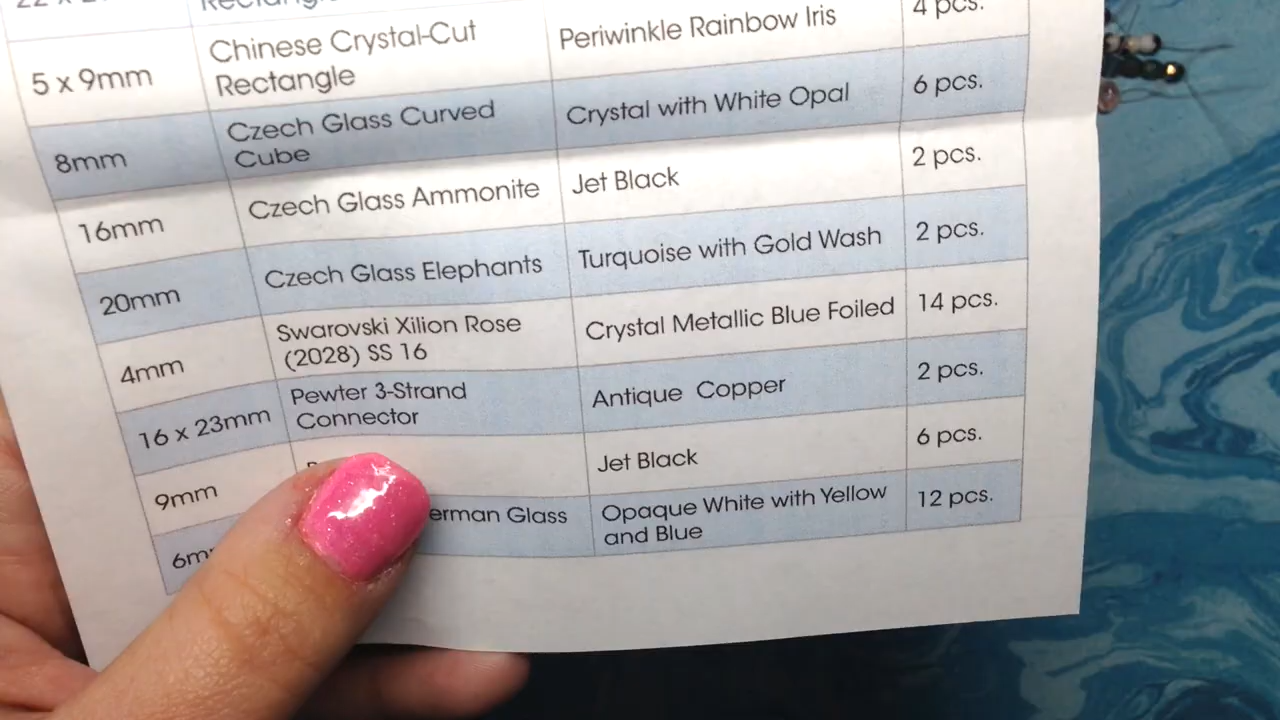 Chinese Crystal-Cut
5 x 9mm Rectangle Periwinkle Rainbow Iris 4 pcs.
Czech Glass Curved
8mm Cube Crystal with White Opal 6 pcs.
16mm Czech Glass Ammonite Jet Black 2 pcs.
20mm Czech Glass Elephants Turquoise with Gold Wash 2 pcs.
Swarovski Xilion Rose
4mm (2028) SS 16 Crystal Metallic Blue Foiled 14 pcs.
Pewter 3-Strand
16 x 23mm Connector Antique Copper 2 pcs.
9mm Jet Black 6 pcs.
Glass Opaque White with Yellow 12 pcs.
and Blue